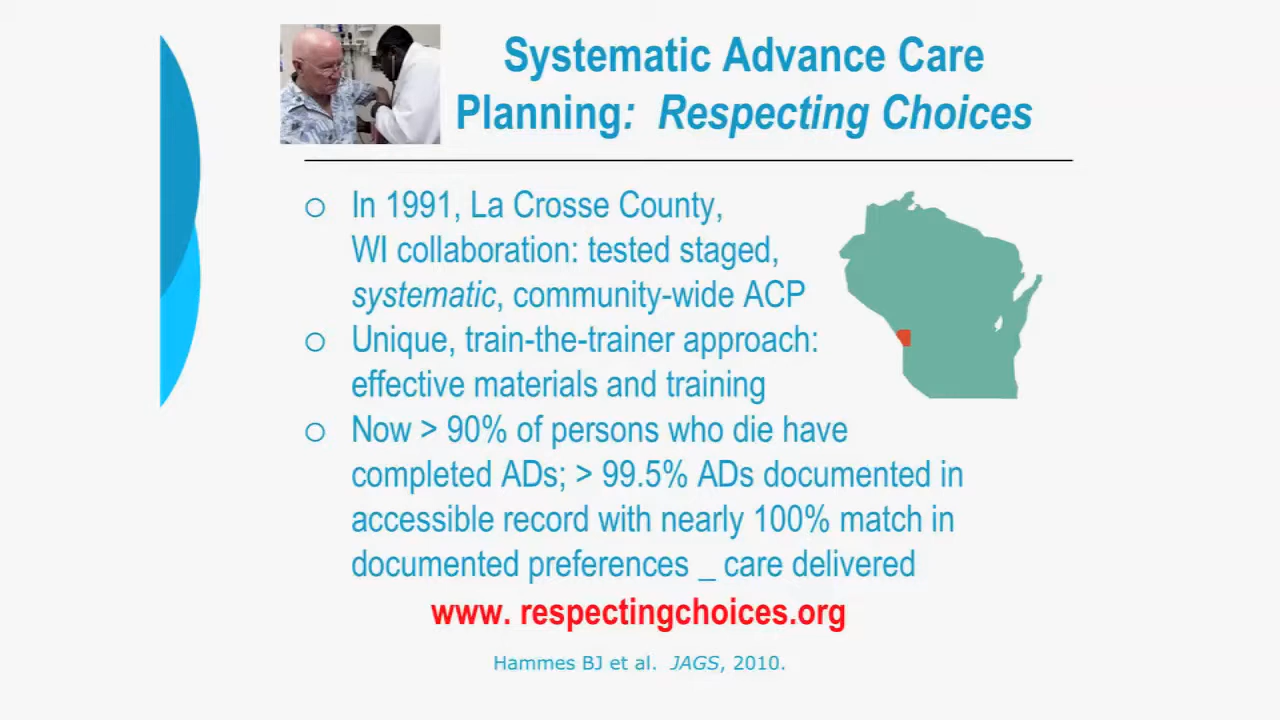 Systematic Advance Care
Planning: Respecting Choices
In 1991, La Crosse County,
WI collaboration: tested staged,
systematic, community-wide ACP
Unique, train-the-trainer approach:
effective materials and training
Now > 90% of persons who die have
completed ADs; > 99.5% ADs documented in
accessible record with nearly 100% match in
documented preferences _ care delivered
www. respectingchoices.org
Hammes BJ et al. JAGS, 2010.